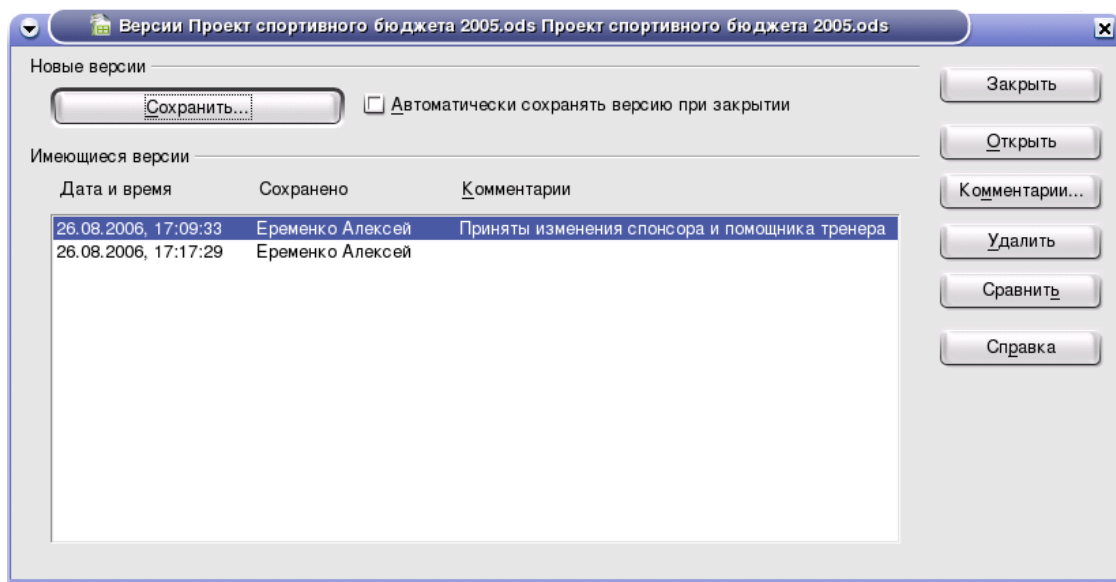 Версии Проект спортивного бюджета 2005.ods Проект спортивного бюджета 2005.ods
Новые версии
Сохранить...
Автоматически сохранять версию при закрытии
Имеющиеся версии
Дата и время Сохранено Комментарии
26.08.2006, 17:09:33 Еременко Алексей Приняты изменения спонсора и помощника тренера
26.08.2006, 17:17:29 Еременко Алексей
Закрыть
Открыть
Комментарии...
Удалить
Сравнить
Справка